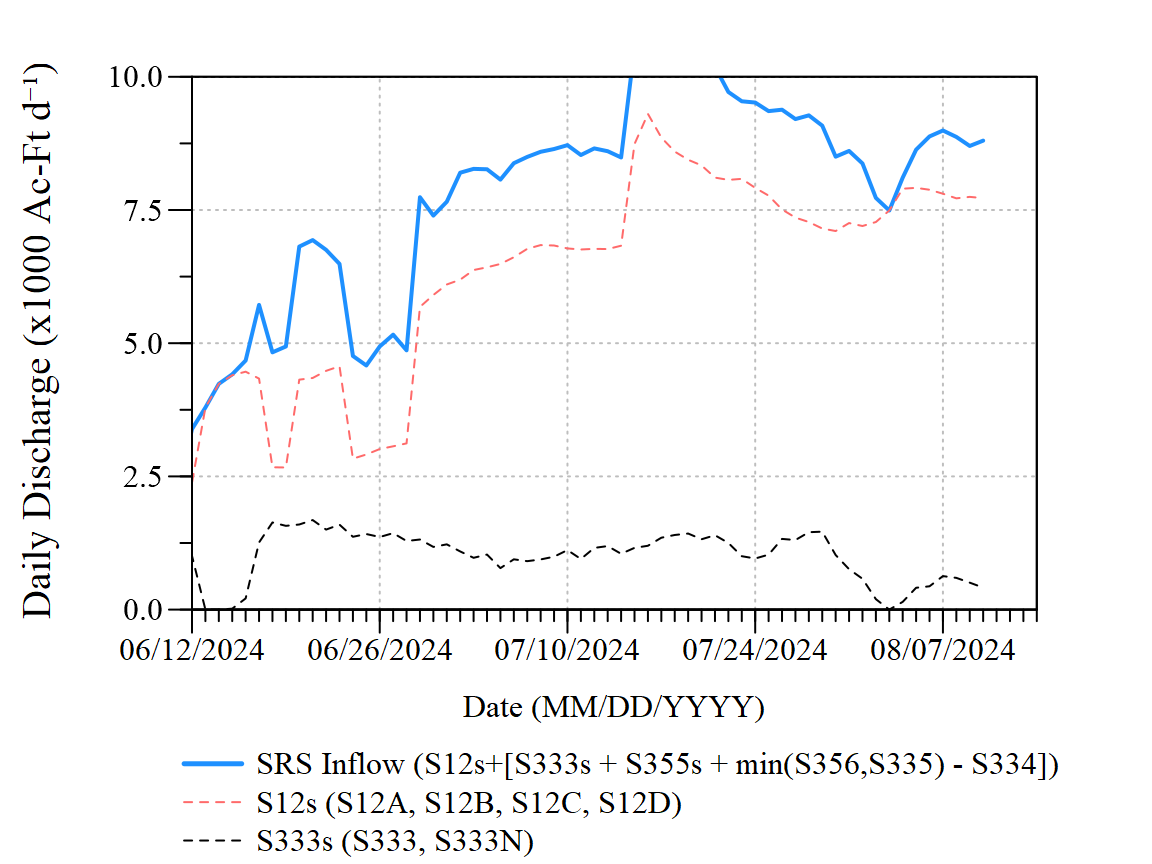 Daily Discharge (x1000 Ac-Ft d⁻¹)
10.0
7.5
5.0
2.5
0.0
06/12/2024 06/26/2024 07/10/2024 07/24/2024 08/07/2024
Date (MM/DD/YYYY)
SRS Inflow (S12s+[S333s + S355s + min(S356,S335) - S334])
S12s (S12A, S12B, S12C, S12D)
S333s (S333, S333N)